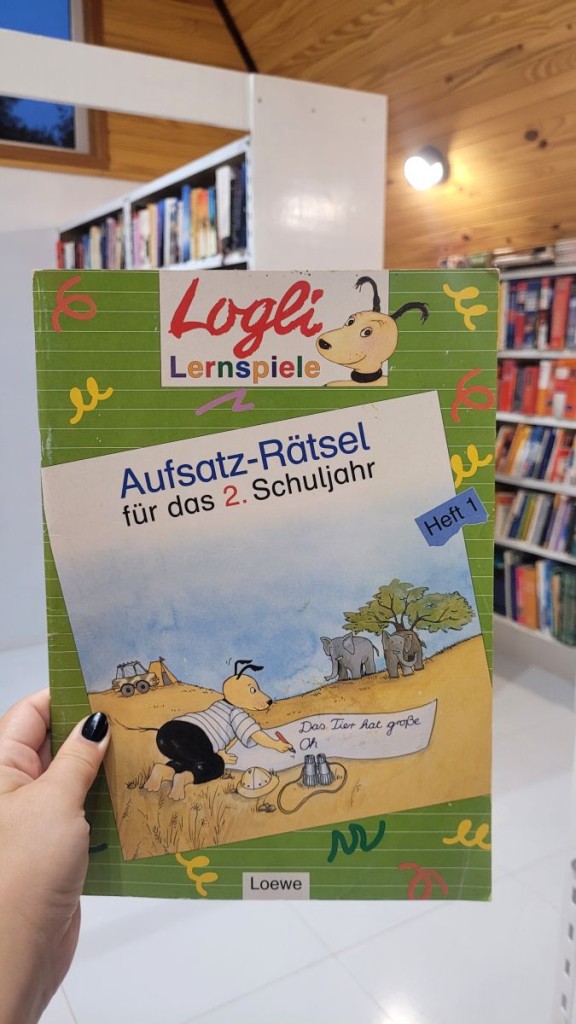 Logli
Lernspiele
Aufsatz-Rätsel
für das 2. Schuljahr
Heft 1
Das Tier hat große
Oh
Loewe